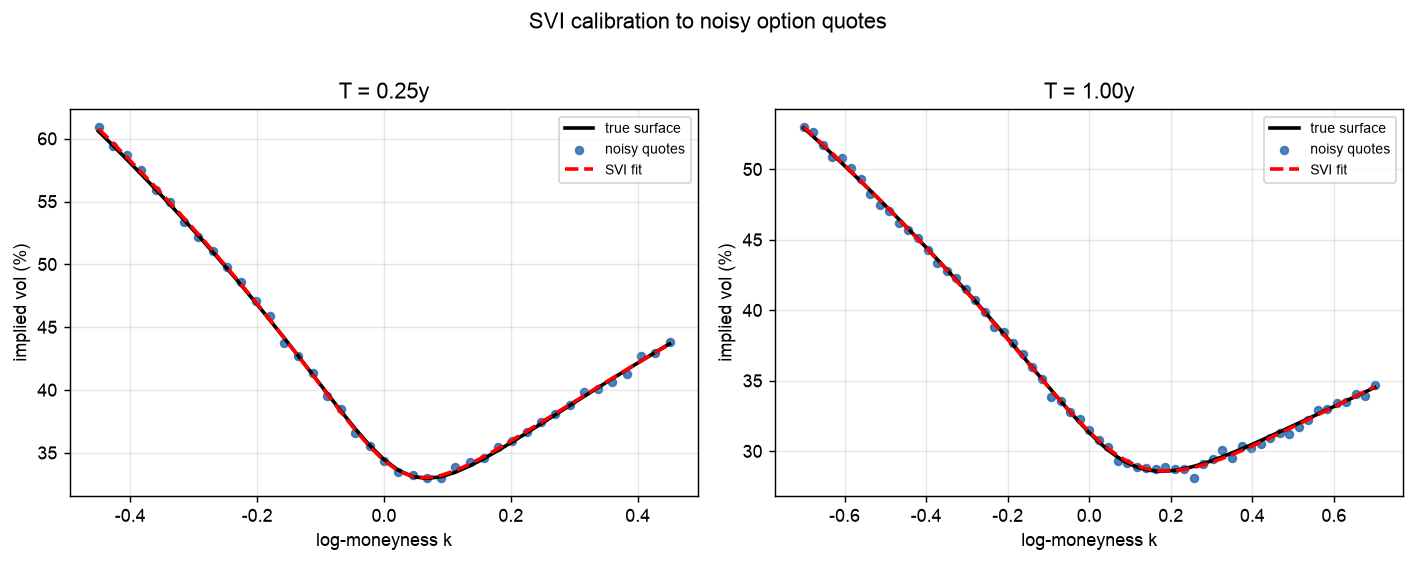 SVI calibration to noisy option quotes
T = 0.25y
true surface
noisy quotes
SVI fit
60
55
50
45
40
35
implied vol (%)
-0.4
-0.2
0.0
0.2
0.4
log-moneyness k
T = 1.00y
true surface
noisy quotes
SVI fit
50
45
40
35
30
implied vol (%)
-0.6
-0.4
-0.2
0.0
0.2
0.4
0.6
log-moneyness k